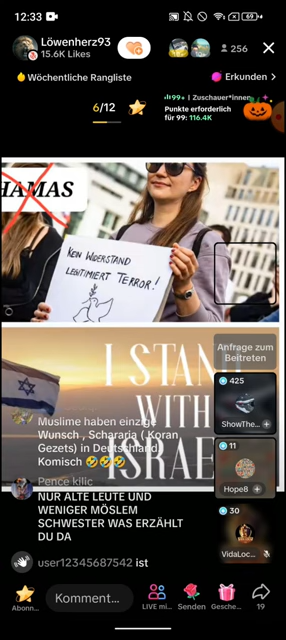 12:33
69
Löwenherz93
15.6K Likes
256
Wöchentliche Rangliste
Erkunden >
6/12
99+ | Zuschauer*innen
Punkte erforderlich
für 99: 116.4K
HAMAS
KEIN WIDERSTAND
LEGITIMIERT TERROR!
I STAND
WITH
ISRAEL
Anfrage zum
Beitreten
425
ShowThe...
11
Hope8
30
VidaLoc...
Muslime haben einzige
Wunsch , Schararia ( Koran
Gezets) in Deutschland
Komisch 🤣🤣🤣
Pence kilic
NUR ALTE LEUTE UND
WENIGER MÖSLEM
SCHWESTER WAS ERZÄHLT
DU DA
user12345687542 ist
Abonn...
Komment...
LIVE mi...
Senden
Gesche...
19